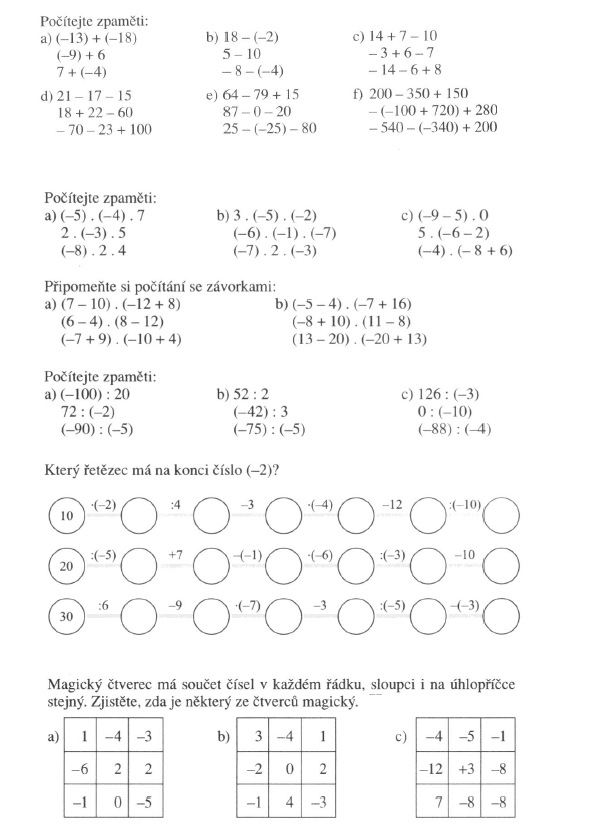 Počítejte zpaměti:
a) (–13) + (–18) b) 18 – (–2) c) 14 + 7 – 10
(–9) + 6 5 – 10 – 3 + 6 – 7
7 + (–4) – 8 – (–4) – 14 – 6 + 8
d) 21 – 17 – 15 e) 64 – 79 + 15 f) 200 – 350 + 150
18 + 22 – 60 87 – 0 – 20 – (–100 + 720) + 280
– 70 – 23 + 100 25 – (–25) – 80 – 540 – (–340) + 200
Počítejte zpaměti:
a) (–5) . (–4) . 7 b) 3 . (–5) . (–2) c) (–9 – 5) . 0
2 . (–3) . 5 (–6) . (–1) . (–7) 5 . (–6 – 2)
(–8) . 2 . 4 (–7) . 2 . (–3) (–4) . (– 8 + 6)
Připomeňte si počítání se závorkami:
a) (7 – 10) . (–12 + 8) b) (–5 – 4) . (–7 + 16)
(6 – 4) . (8 – 12) (–8 + 10) . (11 – 8)
(–7 + 9) . (–10 + 4) (13 – 20) . (–20 + 13)
Počítejte zpaměti:
a) (–100) : 20 b) 52 : 2 c) 126 : (–3)
72 : (–2) (–42) : 3 0 : (–10)
(–90) : (–5) (–75) : (–5) (–88) : (–4)
Který řetězec má na konci číslo (–2)?
10 ·(–2) :4 –3 ·(–4) –12 :(–10)
20 :(–5) +7 –(–1) ·(–6) :(–3) –10
30 :6 –9 ·(–7) –3 :(–5) –(–3)
Magický čtverec má součet čísel v každém řádku, sloupci i na úhlopříčce
stejný. Zjistěte, zda je některý ze čtverců magický.
a) 1 –4 –3 b) 3 –4 1 c) –4 –5 –1
–6 2 2 –2 0 2 –12 +3 –8
–1 0 –5 –1 4 –3 7 –8 –8